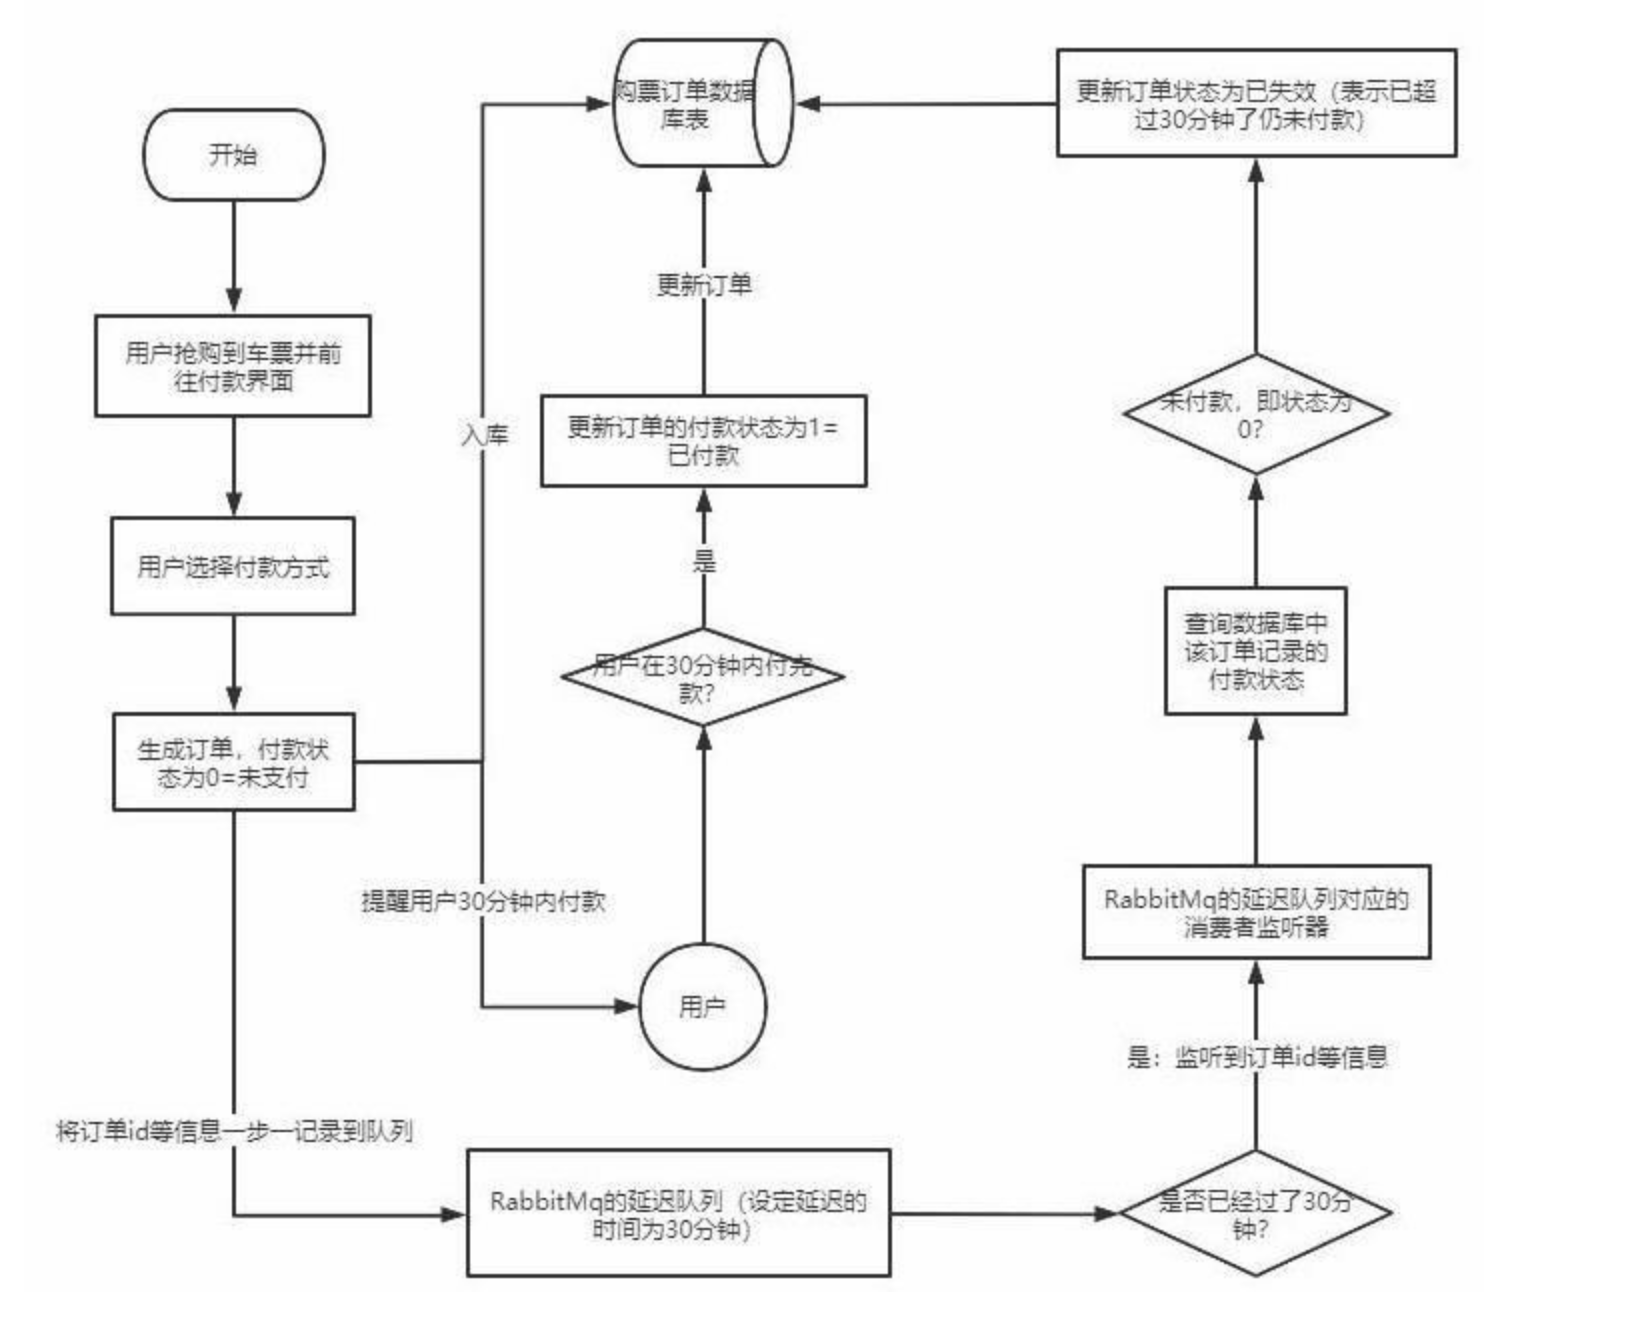 开始
用户抢购到车票并前
往付款界面
用户选择付款方式
生成订单，付款状
态为0=未支付
将订单id等信息一步一记录到队列
入库
提醒用户30分钟内付款
购票订单数据
库表
更新订单
更新订单的付款状态为1=
已付款
是
用户在30分钟内付完
款？
用户
RabbitMq的延迟队列（设定延迟的
时间为30分钟）
更新订单状态为已失效（表示已超
过30分钟了仍未付款）
未付款，即状态为
0？
查询数据库中
该订单记录的
付款状态
RabbitMq的延迟队列对应的
消费者监听器
是：监听到订单id等信息
是否已经过了30分
钟？